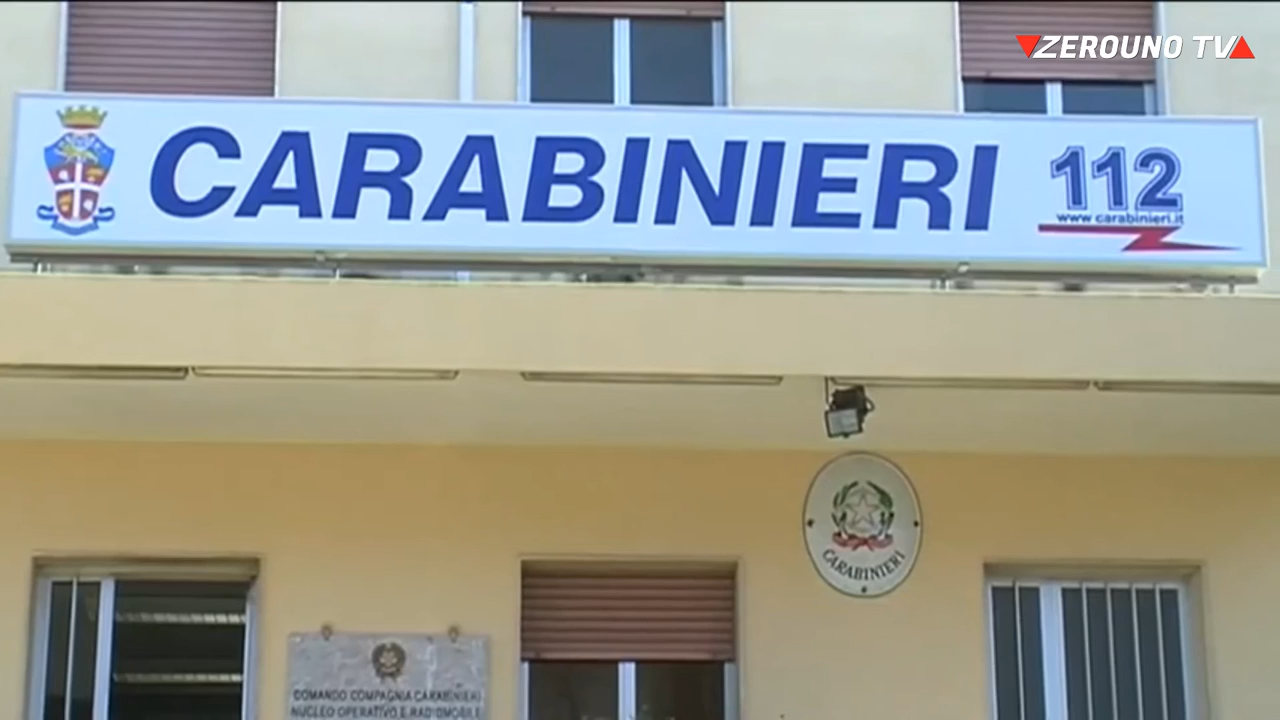 ZEROUNO TV
CARABINIERI
112
www.carabinieri.it
CARABINIERI
COMANDO COMPAGNIA CARABINIERI
NUCLEO OPERATIVO E RADIOMOBILE